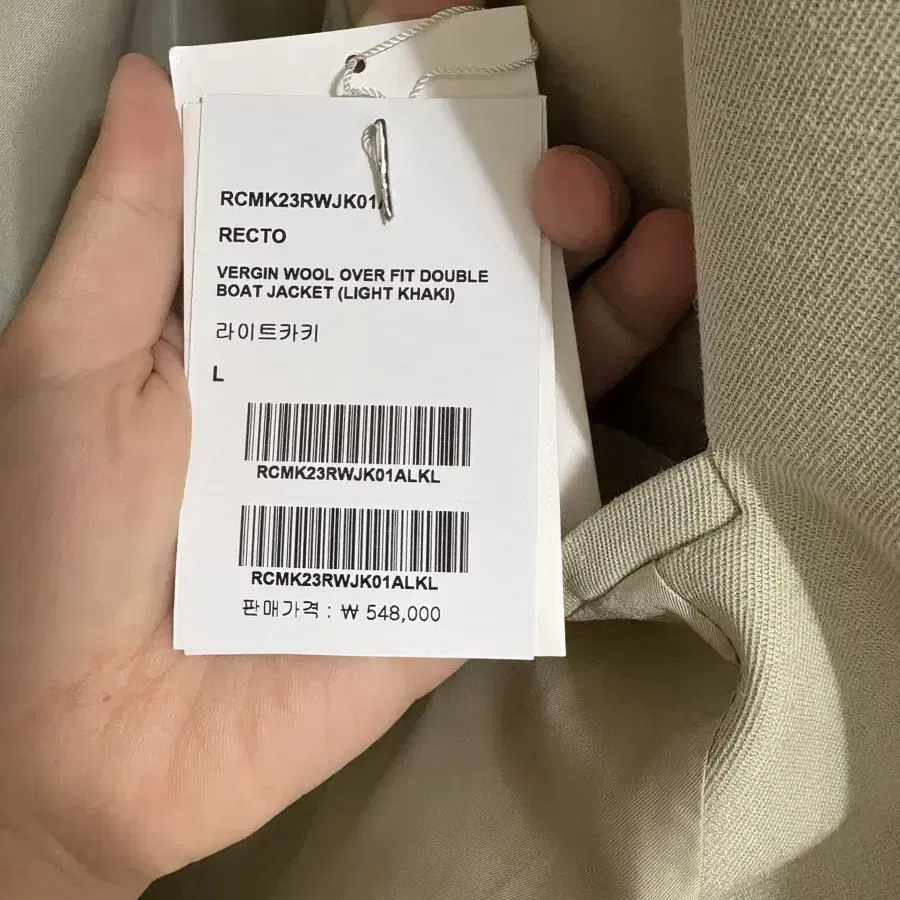 RCMK23RWJK01A
RECTO
VERGIN WOOL OVER FIT DOUBLE
BOAT JACKET (LIGHT KHAKI)
라이트카키
L
RCMK23RWJK01ALKL
RCMK23RWJK01ALKL
판매가격 : ₩ 548,000